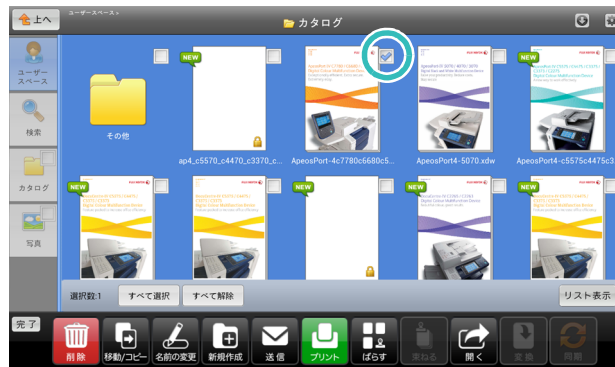 上へ
ユーザースペース >
カタログ
ユーザー
スペース
検索
カタログ
写真
その他
NEW
ap4_c5570_c4470_c3370_c...
ApeosPort-4c7780c6680c5...
ApeosPort4-5070.xdw
NEW
ApeosPort4-c5575c4475c3
NEW
NEW
NEW
NEW
NEW
選択数:1
すべて選択
すべて解除
リスト表示
完了
削除
移動/コピー
名前の変更
新規作成
送信
プリント
ばらす
束ねる
開く
変換
同期